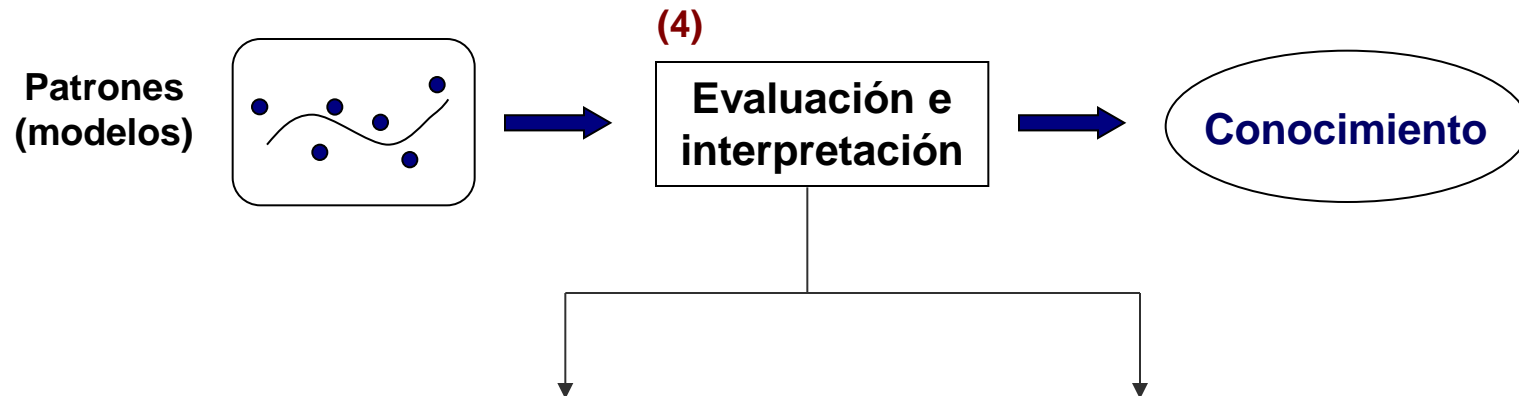 (4)
Patrones
(modelos)
Evaluación e
interpretación
Conocimiento